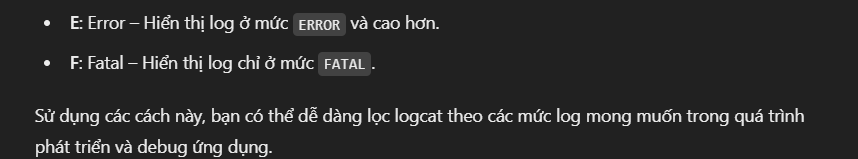 • E: Error – Hiển thị log ở mức ERROR và cao hơn.
• F: Fatal – Hiển thị log chỉ ở mức FATAL.
Sử dụng các cách này, bạn có thể dễ dàng lọc logcat theo các mức log mong muốn trong quá trình
phát triển và debug ứng dụng.